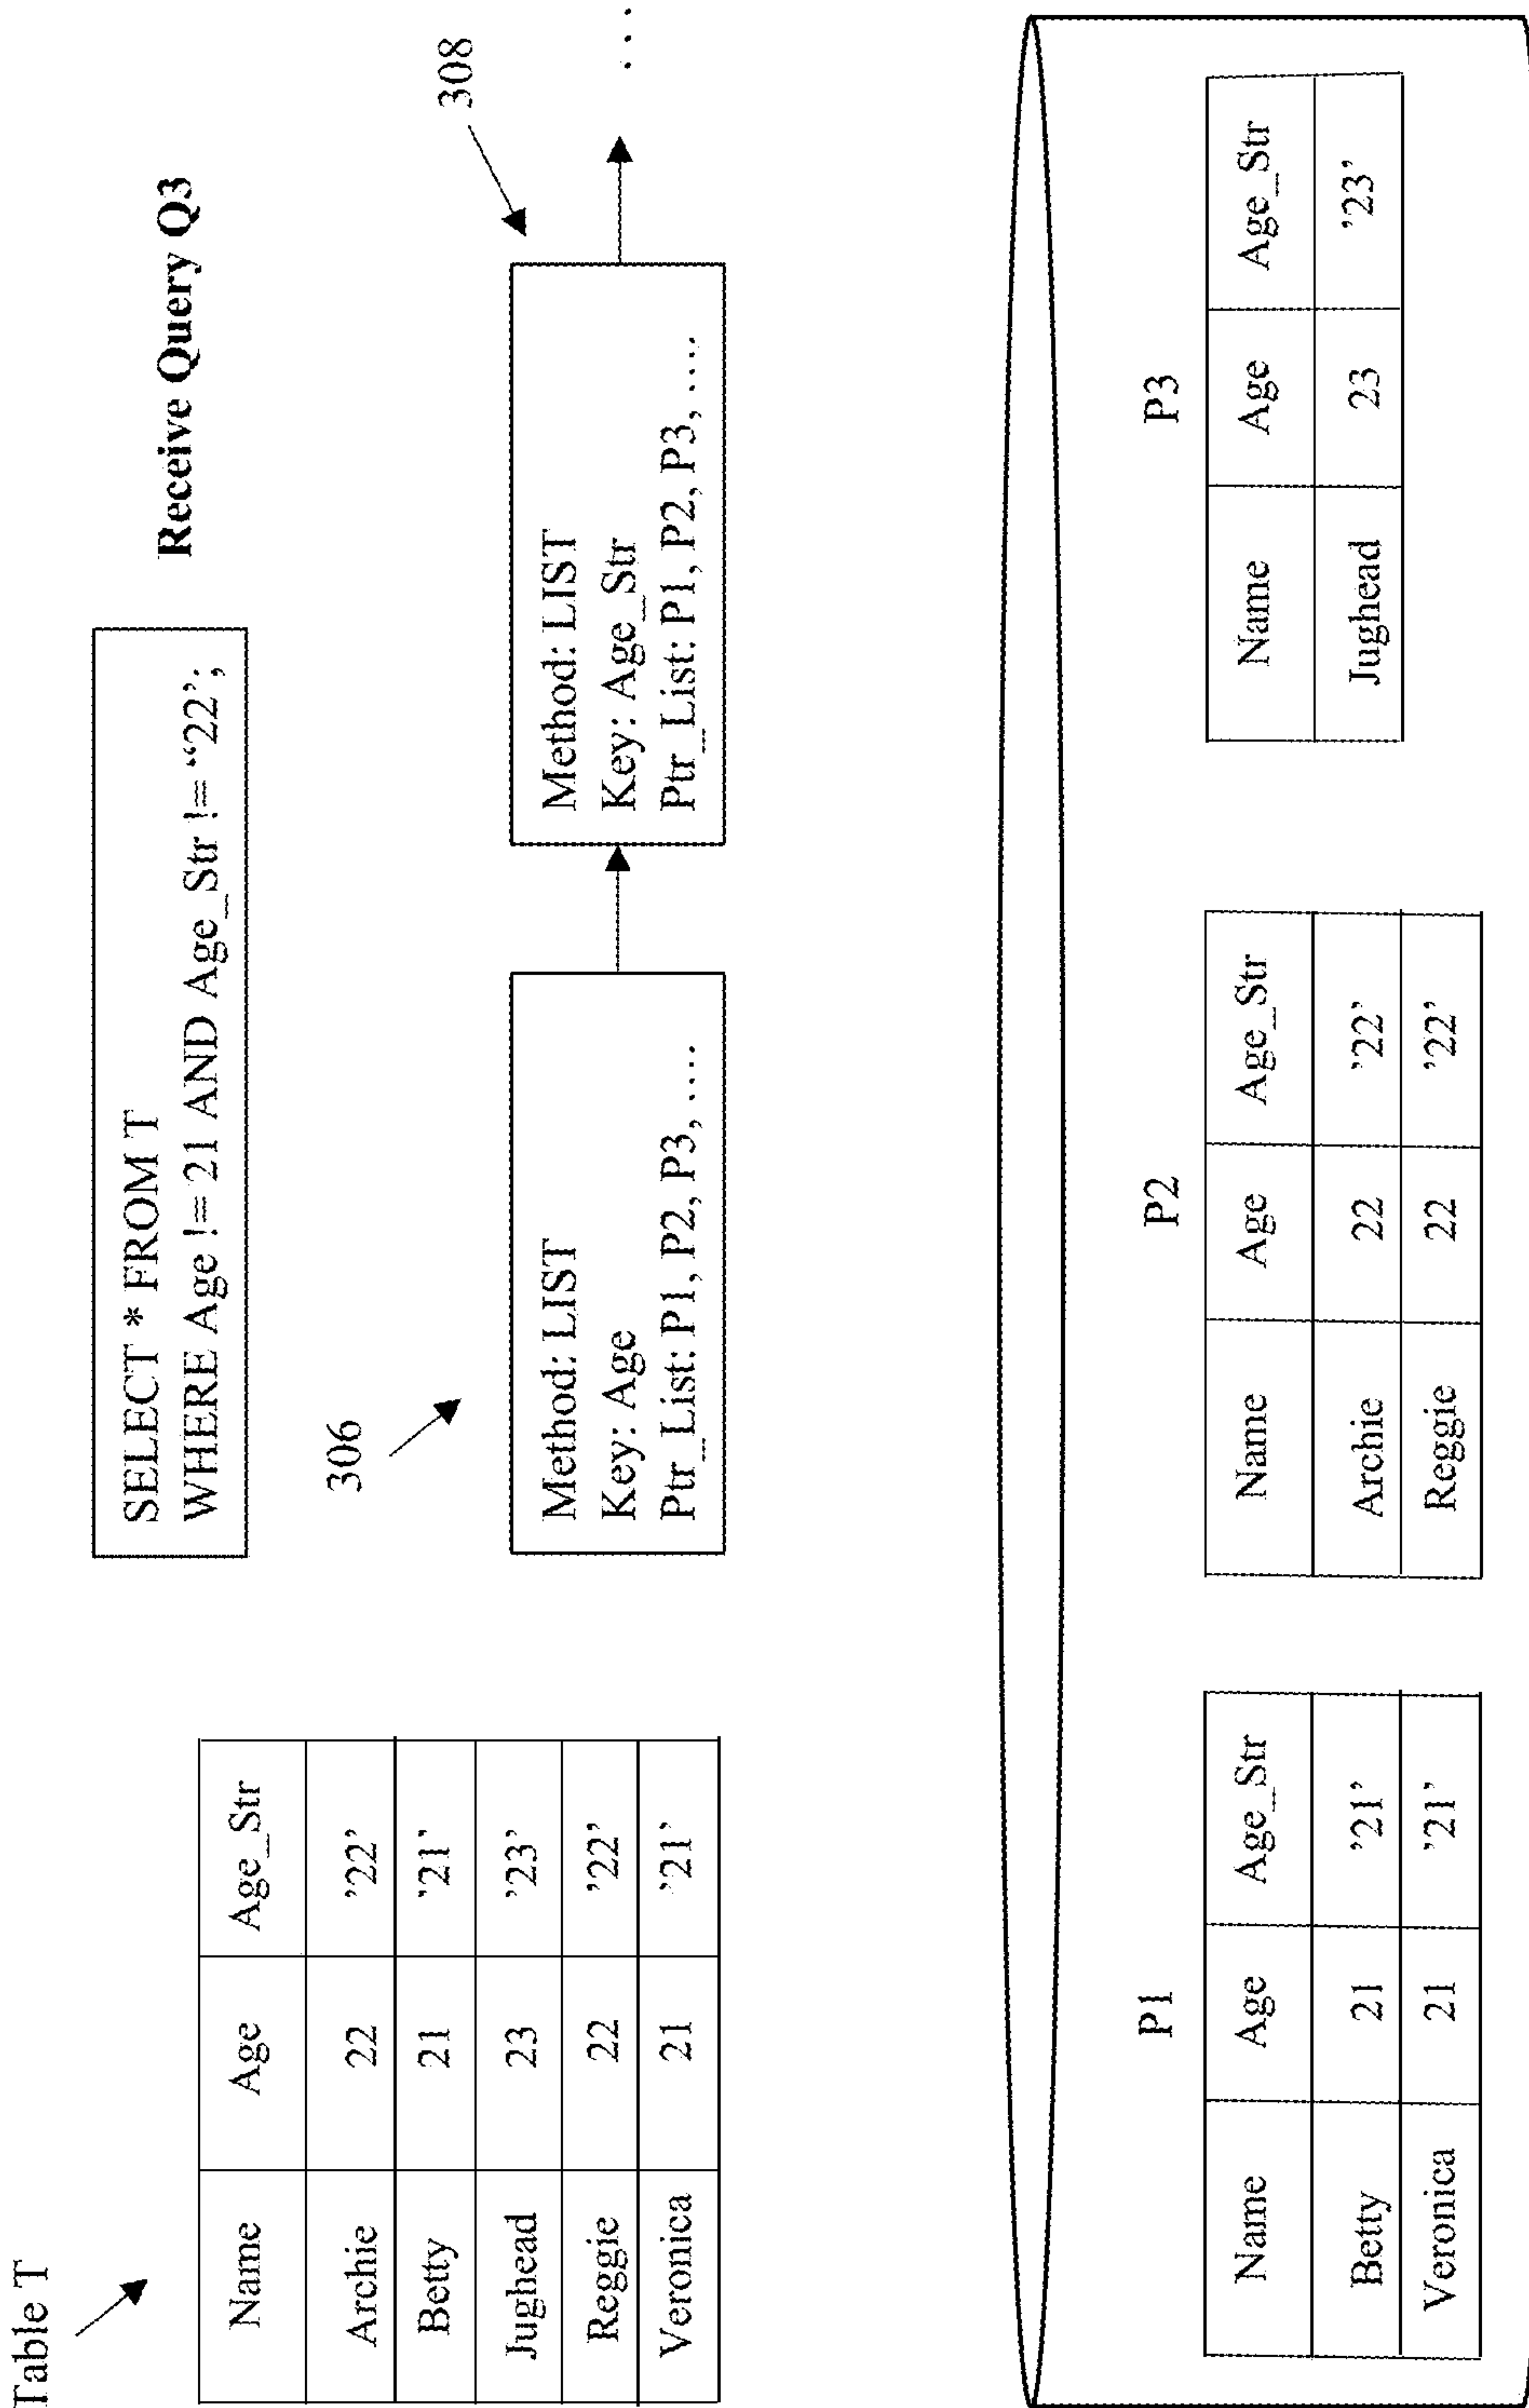 Table T
Name Age Age_Str
Archie 22 ’22’
Betty 21 ’21’
Jughead 23 ’23’
Reggie 22 ’22’
Veronica 21 ’21’
SELECT * FROM T
WHERE Age != 21 AND Age_Str != “22’;
Receive Query Q3
306
Method: LIST
Key: Age
Ptr_List: P1, P2, P3, ….
308
Method: LIST
Key: Age_Str
Ptr_List: P1, P2, P3, ….
. . .
P1
Name Age Age_Str
Betty 21 ’21’
Veronica 21 ’21’
P2
Name Age Age_Str
Archie 22 ’22’
Reggie 22 ’22’
P3
Name Age Age_Str
Jughead 23 ’23’